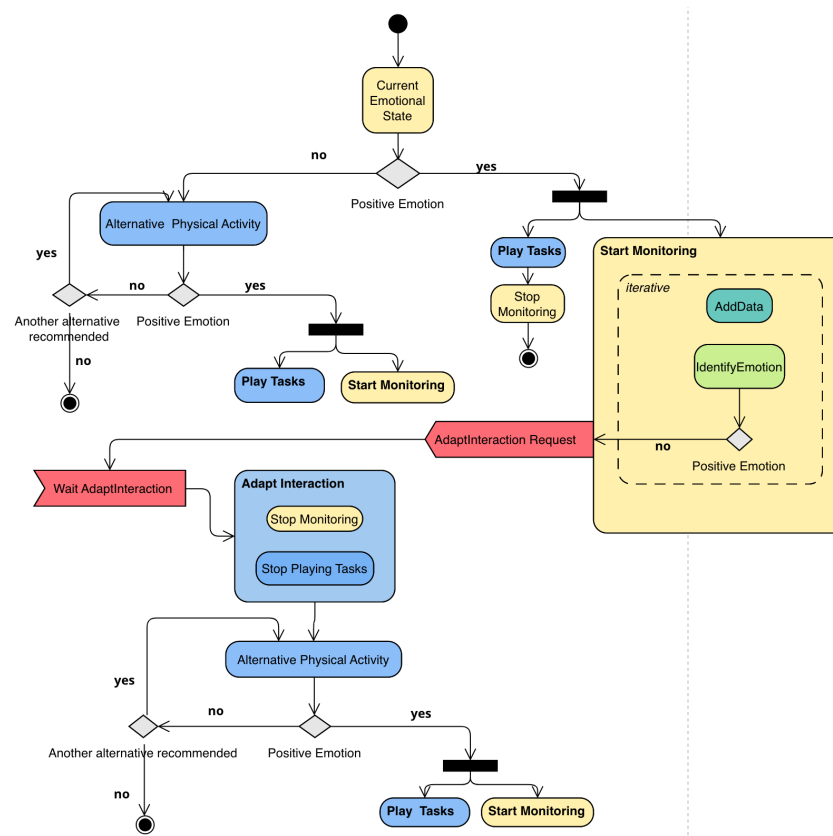 Current
Emotional
State
no
yes
Positive Emotion
Alternative Physical Activity
Play Tasks
Start Monitoring
yes
iterative
no
yes
Stop
Monitoring
AddData
Another alternative
recommended
Positive Emotion
no
IdentifyEmotion
Play Tasks
Start Monitoring
AdaptInteraction Request
no
Positive Emotion
Wait AdaptInteraction
Adapt Interaction
Stop Monitoring
Stop Playing Tasks
Alternative Physical Activity
yes
no
yes
Another alternative recommended
Positive Emotion
no
Play Tasks
Start Monitoring